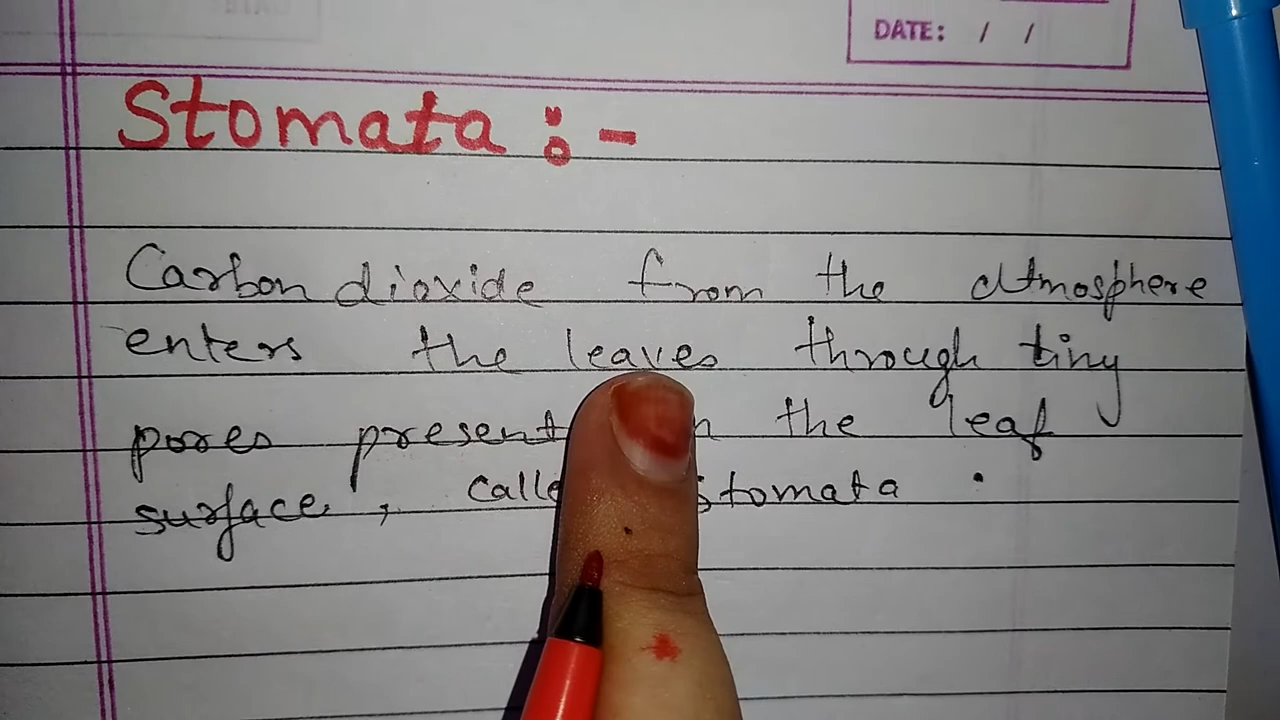 DATE: / /
Stomata :-
Carbon dioxide from the atmosphere
enters the leaves through tiny
pores present the leaf
surface, stomata .